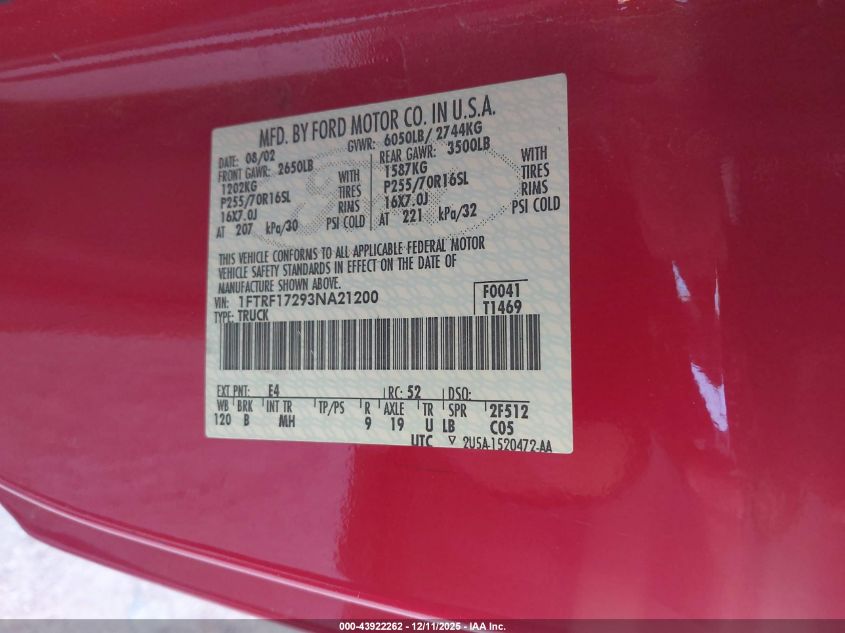 MFD. BY FORD MOTOR CO. IN U.S.A.
DATE: 08/02 GVWR: 6050LB/ 2744KG
FRONT GAWR: 2650LB REAR GAWR: 3500LB
1202KG WITH 1587KG WITH
P255/70R16SL TIRES P255/70R16SL TIRES
16X7.0J RIMS 16X7.0J RIMS
AT 207 kPa/30 PSI COLD AT 221 kPa/32 PSI COLD
THIS VEHICLE CONFORMS TO ALL APPLICABLE FEDERAL MOTOR
VEHICLE SAFETY STANDARDS IN EFFECT ON THE DATE OF
MANUFACTURE SHOWN ABOVE.
VIN: 1FTRF17293NA21200 F0041
TYPE: TRUCK T1469
EXT PNT: E4 RC: 52 DSO:
WB BRK INT TR TP/PS R AXLE TR SPR 2F512
120 B MH 9 19 U LB C05
UTC ▽ 2U5A-1520472-AA
000-43922262 - 12/11/2025 - IAA Inc.